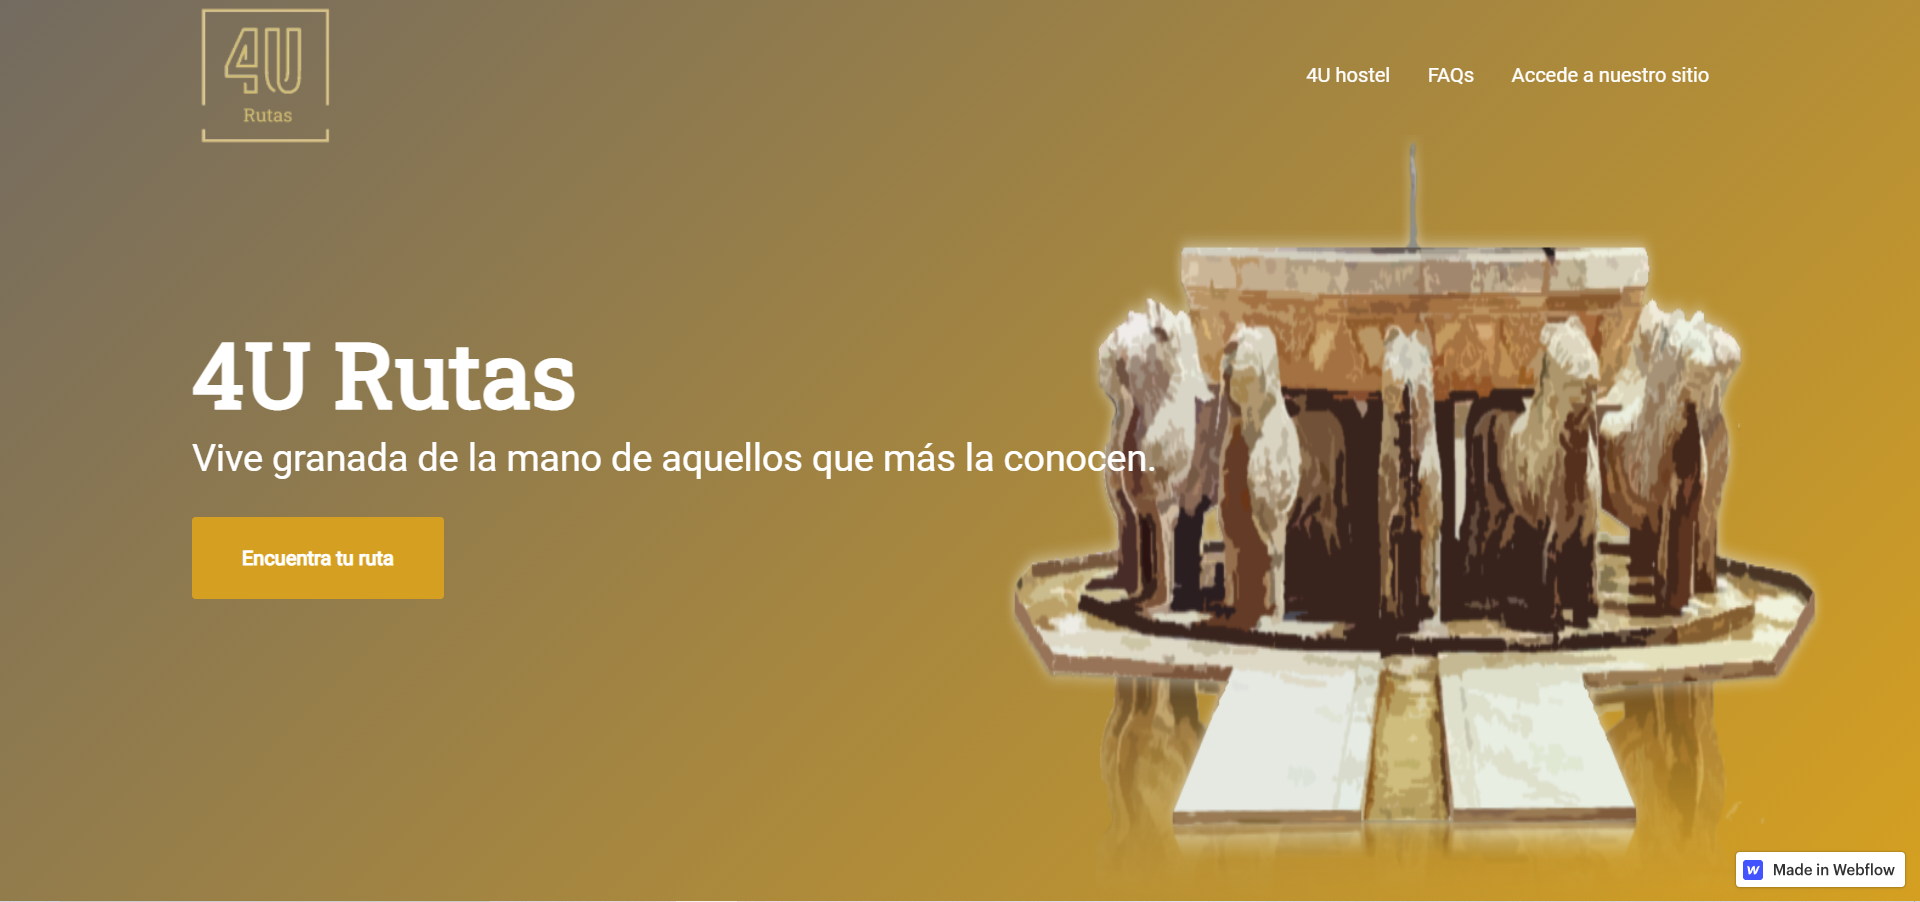 4U
Rutas
4U hostel FAQs Accede a nuestro sitio
4U Rutas
Vive granada de la mano de aquellos que más la conocen.
Encuentra tu ruta
Made in Webflow